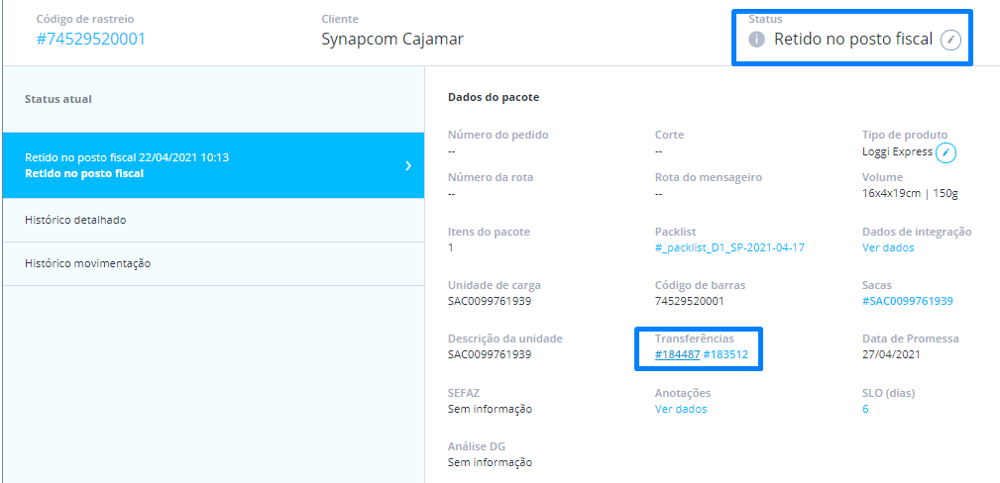 Código de rastreio
#74529520001
Cliente
Synapcom Cajamar
Status
i Retido no posto fiscal
Status atual
Retido no posto fiscal 22/04/2021 10:13
Retido no posto fiscal
Histórico detalhado
Histórico movimentação
Dados do pacote
Número do pedido
--
Corte
--
Tipo de produto
Loggi Express
Número da rota
--
Rota do mensageiro
--
Volume
16x4x19cm | 150g
Itens do pacote
1
Packlist
#_packlist_D1_SP-2021-04-17
Dados de integração
Ver dados
Unidade de carga
SAC0099761939
Código de barras
74529520001
Sacas
#SAC0099761939
Descrição da unidade
SAC0099761939
Transferências
#184487 #183512
Data de Promessa
27/04/2021
SEFAZ
Sem informação
Anotações
Ver dados
SLO (dias)
6
Análise DG
Sem informação